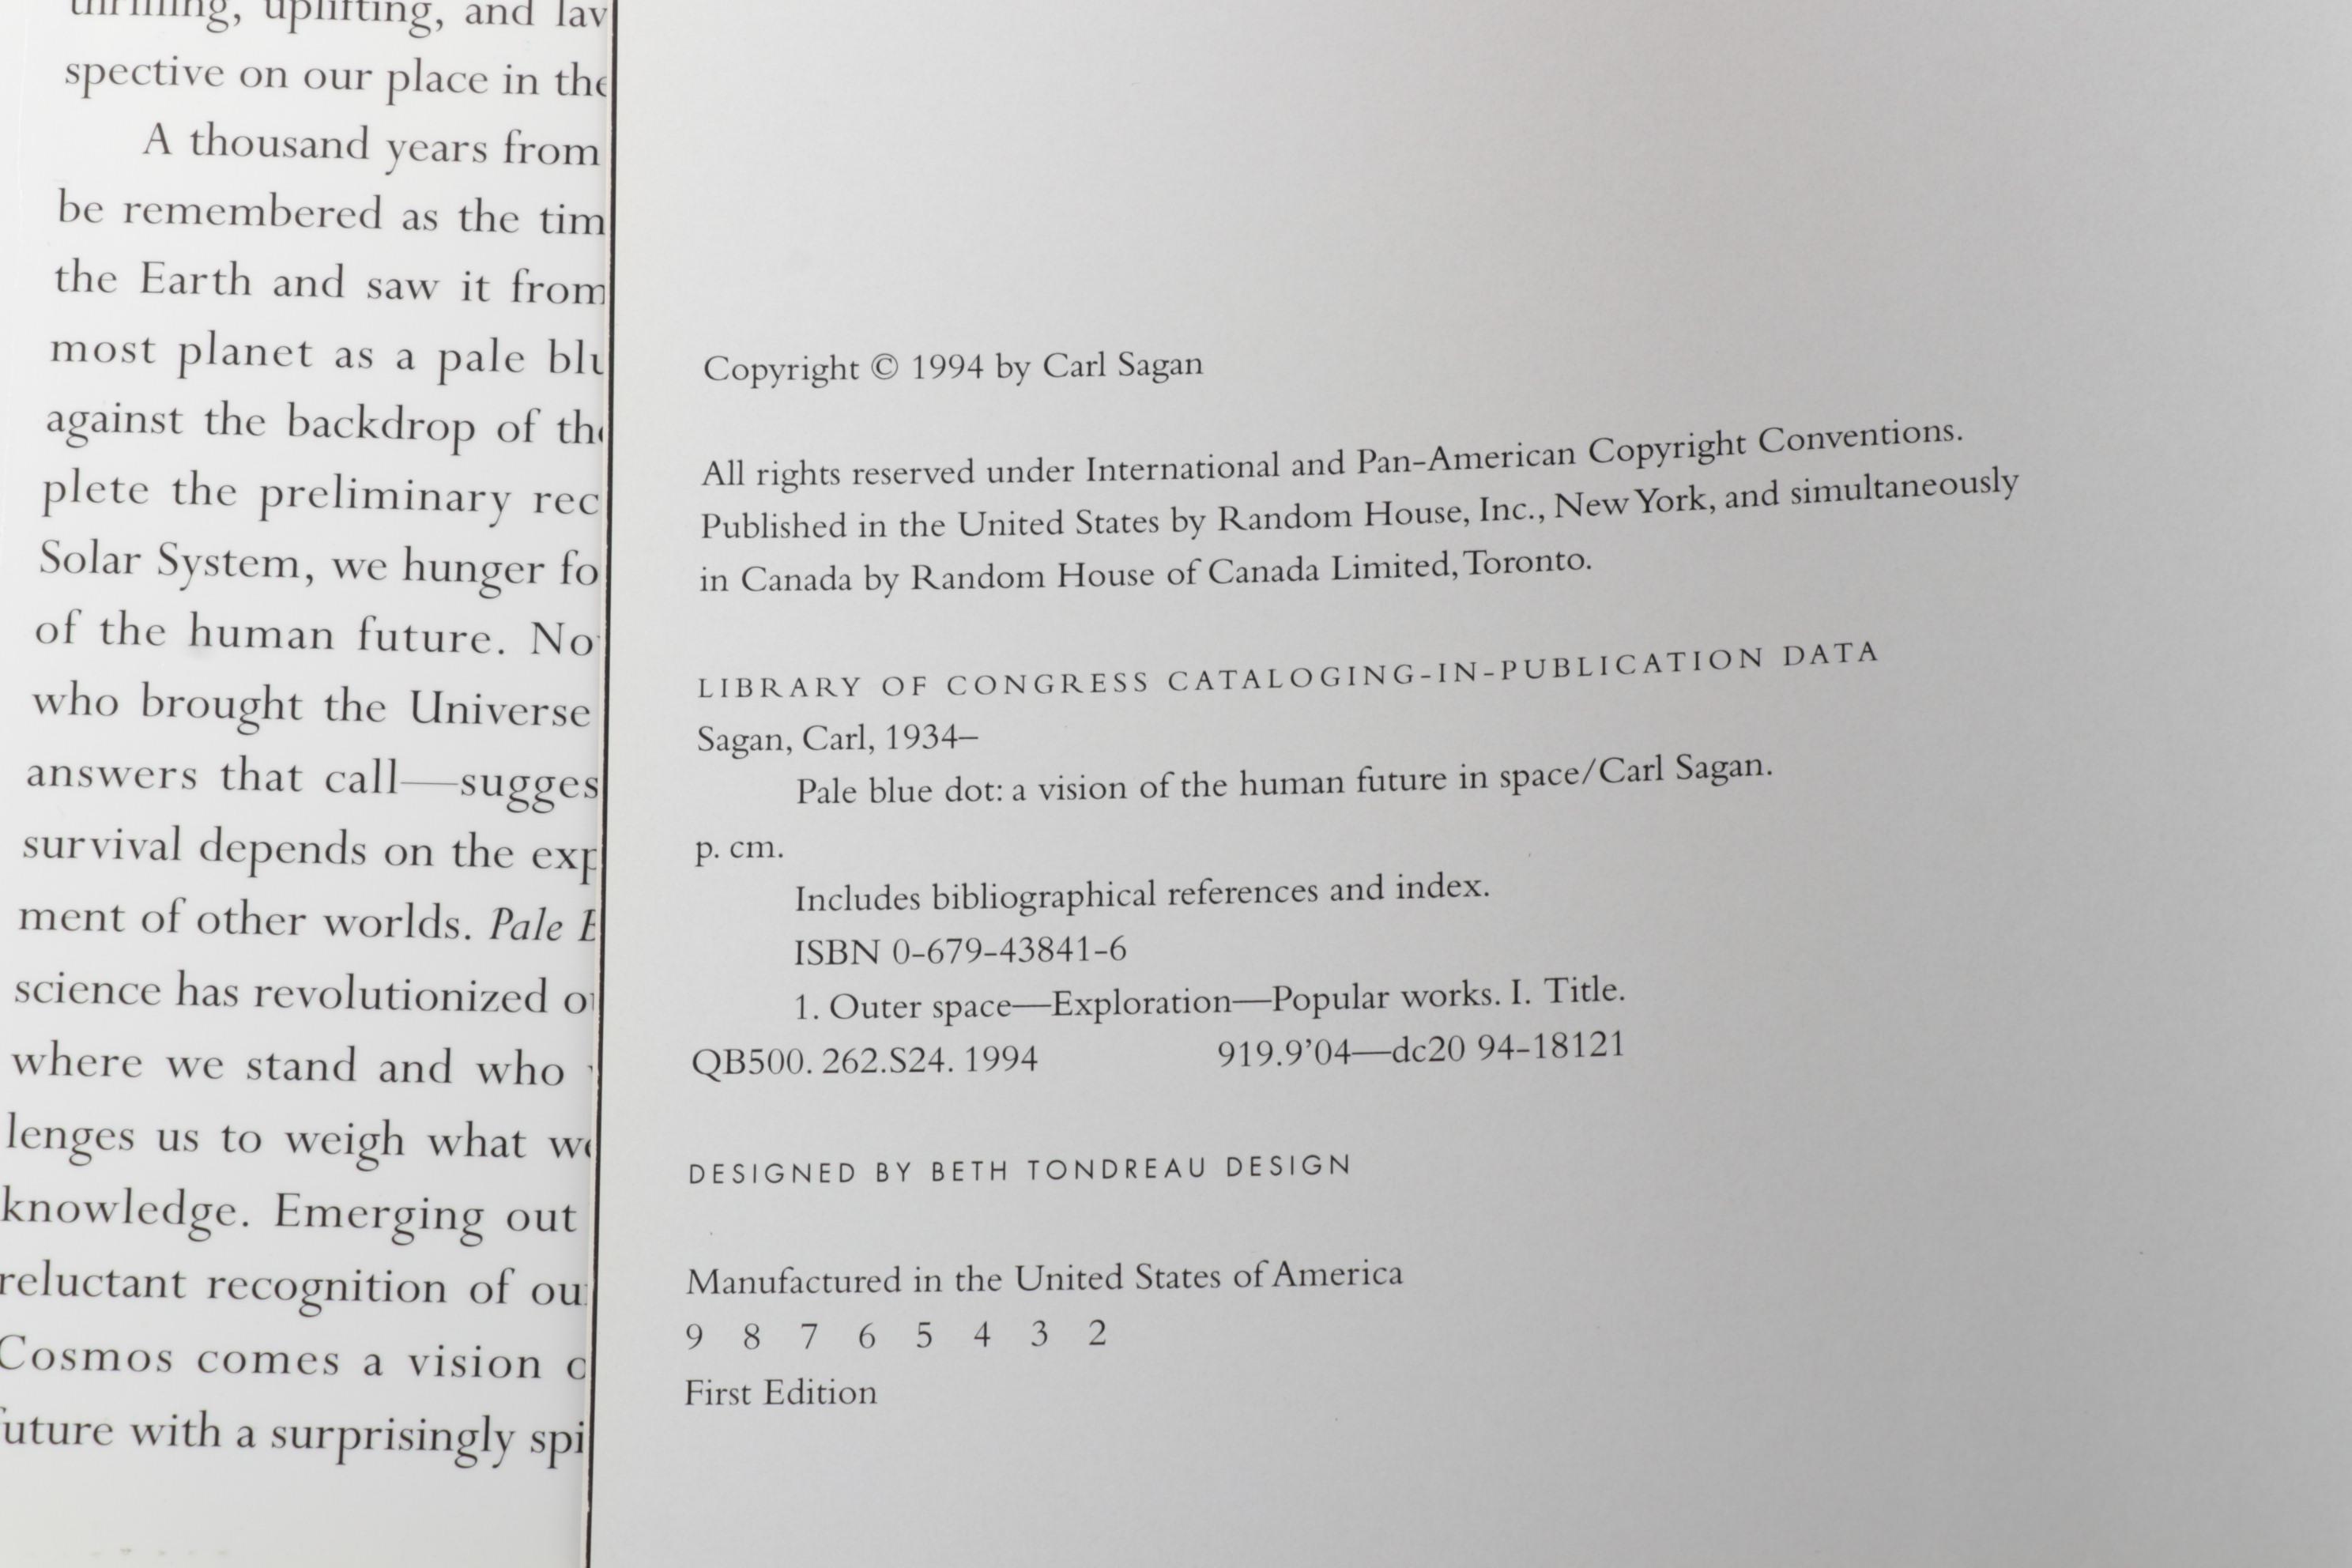 thrilling, uplifting, and
spective on our place in the
A thousand years from
be remembered as the tim
the Earth and saw it from
most planet as a pale
against the backdrop of
plete the preliminary rec
Solar System, we hunger fo
of the human future. No
who brought the Universe
answers that call—sugges
survival depends on the
ment of other worlds. Pale
science has revolutionized
where we stand and who
lenges us to weigh what
knowledge. Emerging out
reluctant recognition of
Cosmos comes a vision
future with a surprisingly spi
Copyright © 1994 by Carl Sagan
All rights reserved under International and Pan-American Copyright Conventions.
Published in the United States by Random House, Inc., New York, and simultaneously
in Canada by Random House of Canada Limited, Toronto.
LIBRARY OF CONGRESS CATALOGING-IN-PUBLICATION DATA
Sagan, Carl, 1934–
Pale blue dot: a vision of the human future in space/Carl Sagan.
p. cm.
Includes bibliographical references and index.
ISBN 0-679-43841-6
1. Outer space—Exploration—Popular works. I. Title.
QB500. 262.S24. 1994 919.9’04—dc20 94-18121
DESIGNED BY BETH TONDREAU DESIGN
Manufactured in the United States of America
9 8 7 6 5 4 3 2
First Edition